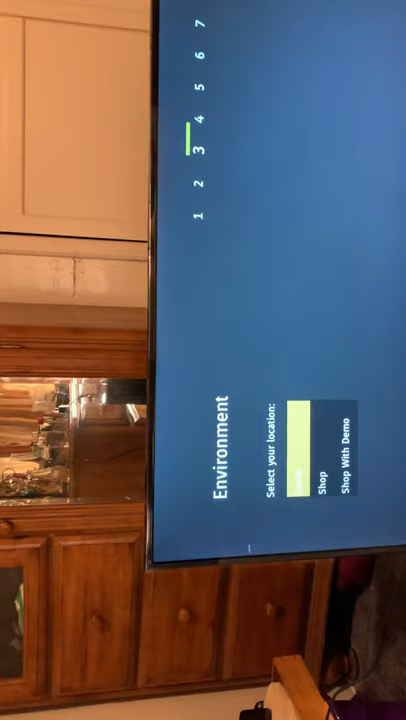 1 2 3 4 5 6 7
Environment
Select your location:
Shop
Shop With Demo